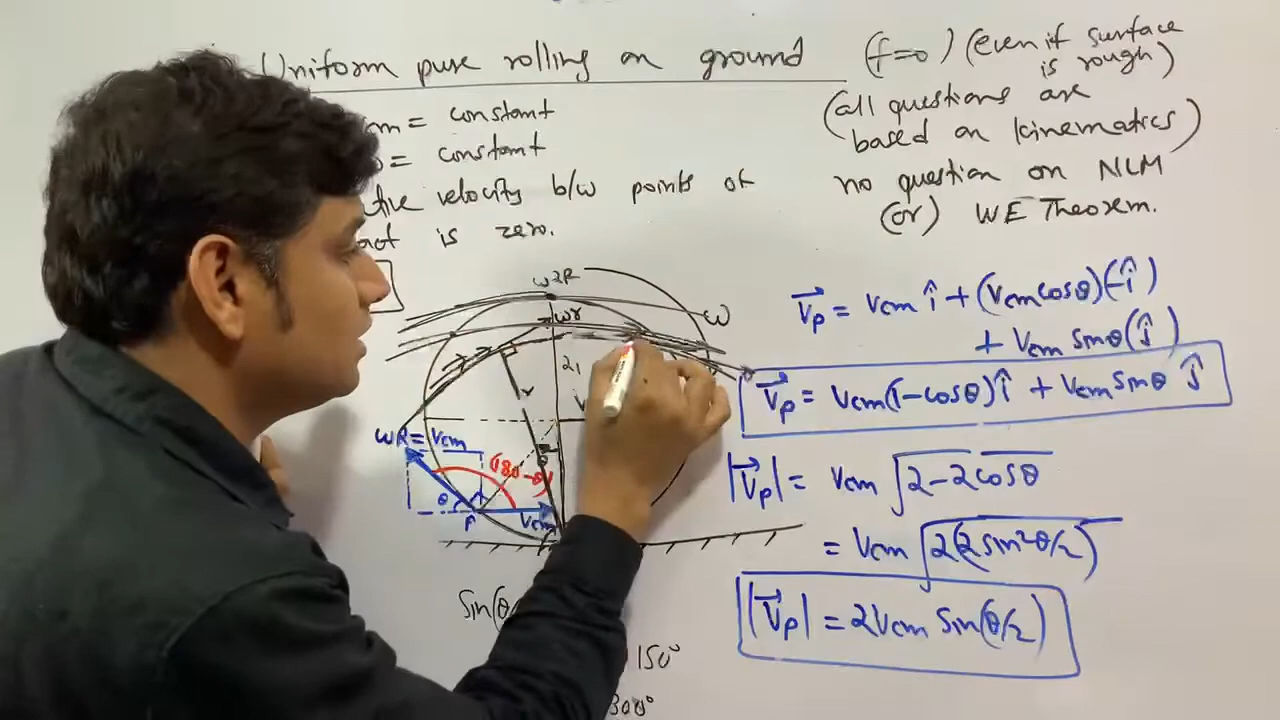 Uniform pure rolling on ground
(f=0) (even if surface
is rough)
(all questions are
based on kinematics)
no question on NLM
(or) WE Theorem.
= constant
= constant
velocity b/w points of
is zero.
ω2R
ωr
ω
r
ωR = Vcm
(180-θ)
θ
P
Vcm
150°
300°
V⃗p = Vcm î + (Vcm cosθ)(-î)
+ Vcm sinθ(ĵ)
V⃗p = Vcm(1-cosθ)î + Vcm sinθ ĵ
|V⃗p| = Vcm √(2-2cosθ)
= Vcm √(2(2sin²θ/2))
|V⃗p| = 2Vcm sin(θ/2)